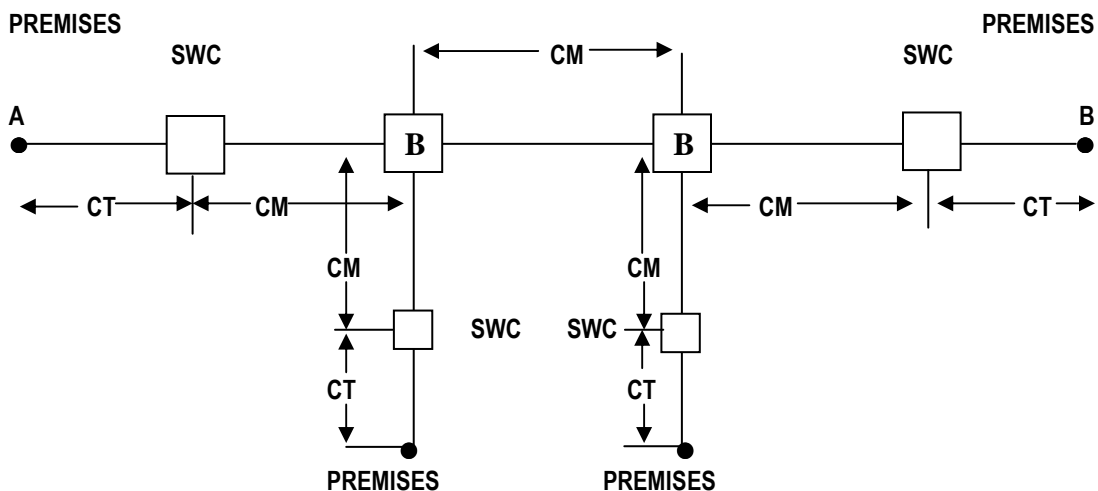 PREMISES PREMISES
SWC CM SWC
A B
B B
CT CM CM CT
CM CM
SWC SWC
CT CT
PREMISES PREMISES